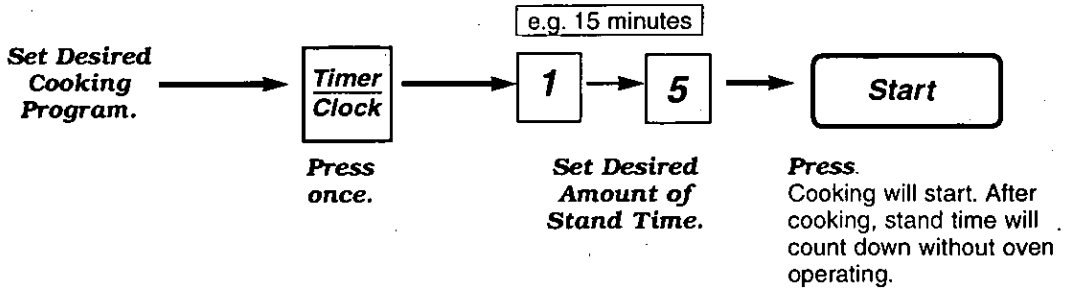 e.g. 15 minutes
Set Desired
Cooking
Program.
Timer
Clock
1
5
Start
Press
once.
Set Desired
Amount of
Stand Time.
Press.
Cooking will start. After
cooking, stand time will
count down without oven
operating.